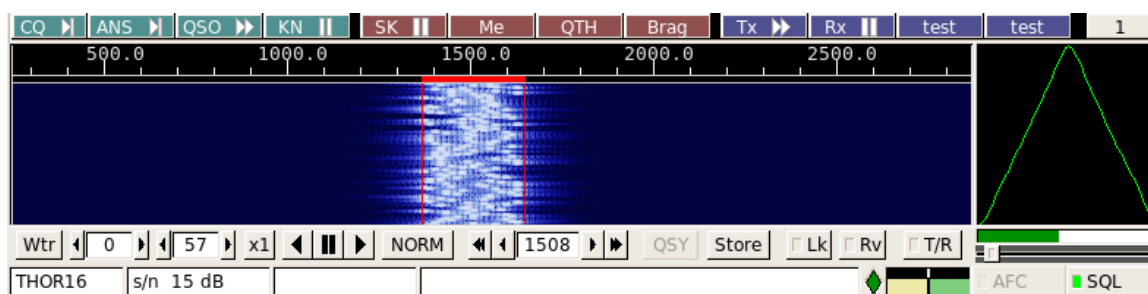 CQ ANS QSO KN SK Me QTH Brag Tx Rx test test 1
500.0 1000.0 1500.0 2000.0 2500.0
Wtr 0 57 x1 NORM 1508 QSY Store Lk Rv T/R
THOR16 s/n 15 dB AFC SQL